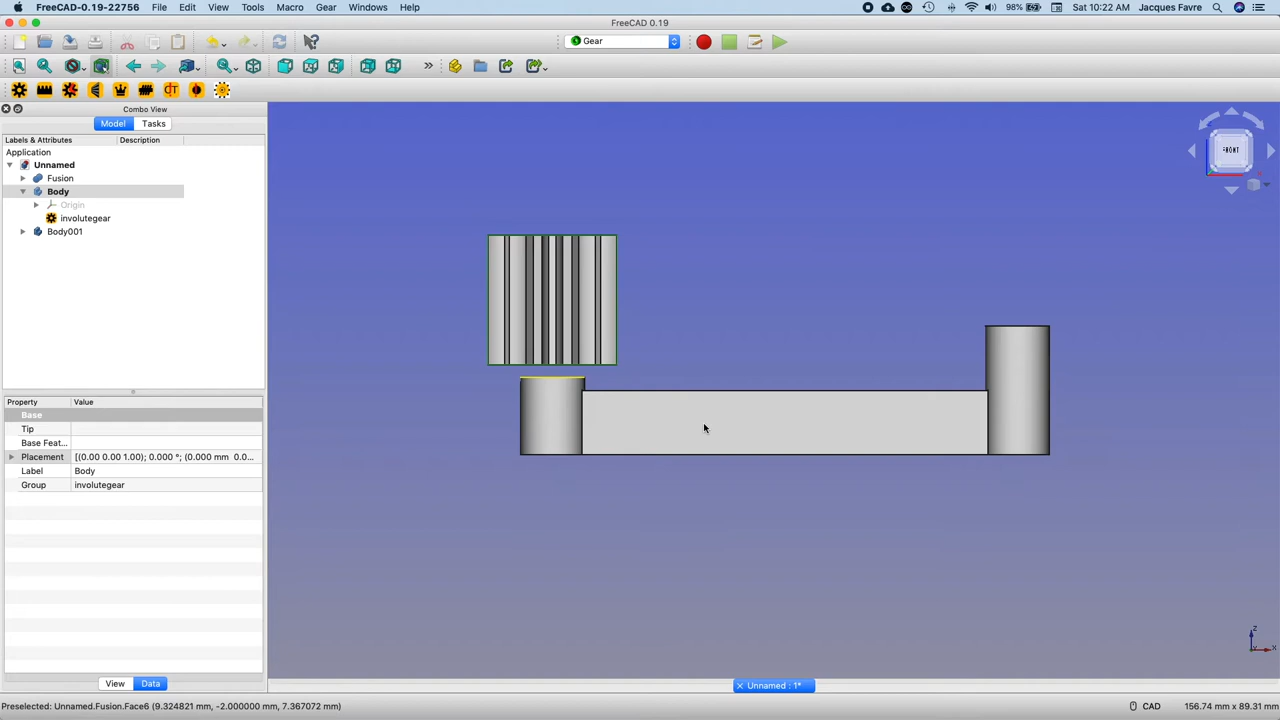 FreeCAD-0.19-22756 File Edit View Tools Macro Gear Windows Help 98% Sat 10:22 AM Jacques Favre
FreeCAD 0.19
Gear
Combo View
Model Tasks
Labels & Attributes Description
Application
Unnamed
Fusion
Body
Origin
involutegear
Body001
FRONT
Property Value
Base
Tip
Base Feat...
Placement [(0.00 0.00 1.00); 0.000 °; (0.000 mm 0.0...
Label Body
Group involutegear
View Data
Unnamed : 1*
Preselected: Unnamed.Fusion.Face6 (9.324821 mm, -2.000000 mm, 7.367072 mm) CAD 156.74 mm x 89.31 mm